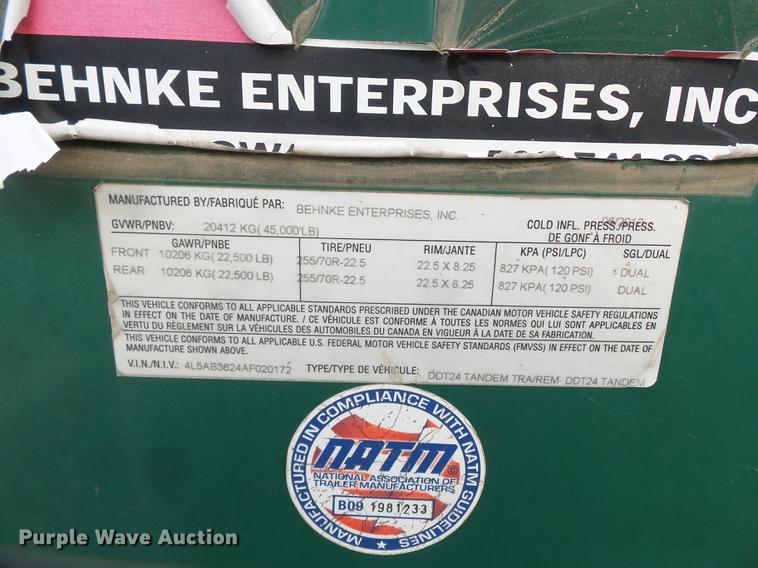 BEHNKE ENTERPRISES, INC
MANUFACTURED BY/FABRIQUÉ PAR: BEHNKE ENTERPRISES, INC.
GVWR/PNBV: 20412 KG( 45,000 LB)
COLD INFL. PRESS./PRESS.
DE GONF À FROID
GAWR/PNBE TIRE/PNEU RIM/JANTE KPA (PSI/LPC) SGL/DUAL
FRONT 10206 KG( 22,500 LB) 255/70R-22.5 22.5 X 8.25 827 KPA( 120 PSI) DUAL
REAR 10206 KG( 22,500 LB) 255/70R-22.5 22.5 X 8.25 827 KPA( 120 PSI) DUAL
THIS VEHICLE CONFORMS TO ALL APPLICABLE STANDARDS PRESCRIBED UNDER THE CANADIAN MOTOR VEHICLE SAFETY REGULATIONS
IN EFFECT ON THE DATE OF MANUFACTURE. / CE VÉHICULE EST CONFORME À TOUTES LES NORMES QUI LUI SONT APPLICABLES EN
VERTU DU RÈGLEMENT SUR LA SÉCURITÉ DES VÉHICULES AUTOMOBILES DU CANADA EN VIGUEUR À LA DATE DE SA FABRICATION.
THIS VEHICLE CONFORMS TO ALL APPLICABLE U.S. FEDERAL MOTOR VEHICLE SAFETY STANDARDS (FMVSS) IN EFFECT ON THE DATE OF
MANUFACTURE SHOWN ABOVE.
V.I.N./N.I.V.: 4L5AB3624AF020172 TYPE/TYPE DE VÉHICULE: DDT24 TANDEM TRA/REM DDT24 TANDEM
MANUFACTURED IN COMPLIANCE WITH NATM GUIDELINES
NATM ©
NATIONAL ASSOCIATION OF
TRAILER MANUFACTURERS
B09 1981233
Purple Wave Auction